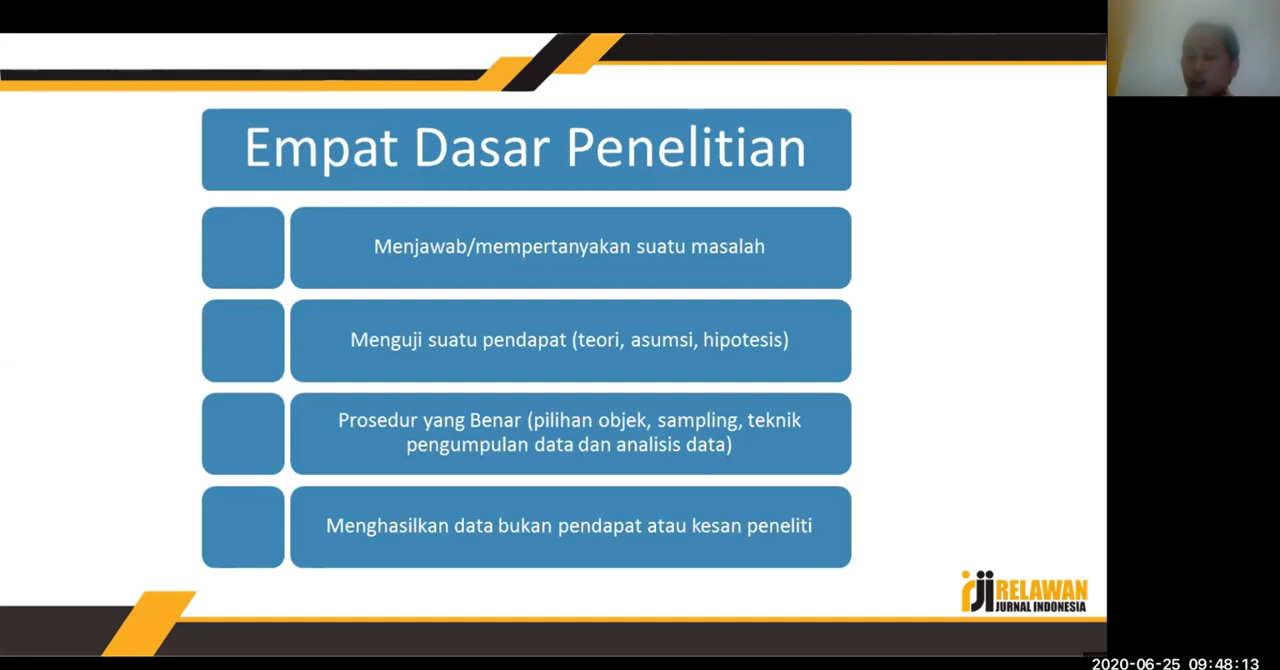 Empat Dasar Penelitian
Menjawab/mempertanyakan suatu masalah
Menguji suatu pendapat (teori, asumsi, hipotesis)
Prosedur yang Benar (pilihan objek, sampling, teknik
pengumpulan data dan analisis data)
Menghasilkan data bukan pendapat atau kesan peneliti
rji RELAWAN
JURNAL INDONESIA
2020-06-25 09:48:13